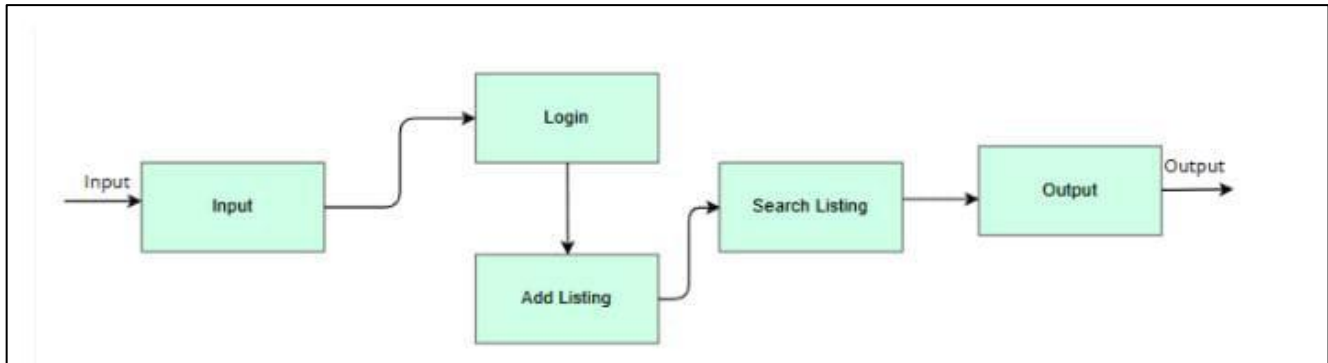 Input
Input
Login
Add Listing
Search Listing
Output
Output